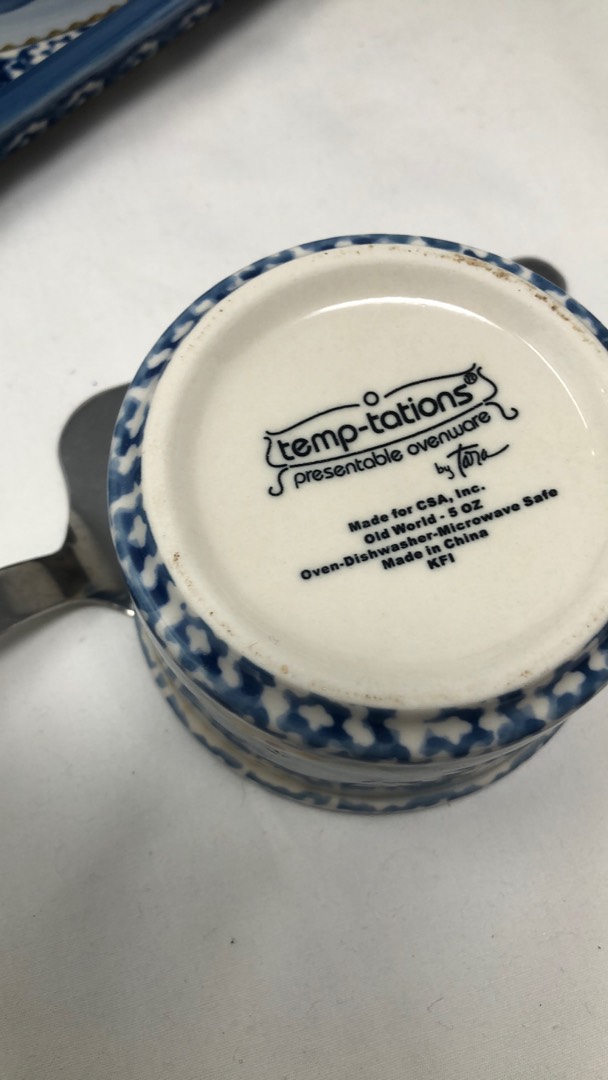 temp-tations®
presentable ovenware
by Tara
Made for CSA, Inc.
Old World - 5 OZ
Oven-Dishwasher-Microwave Safe
Made in China
KFI